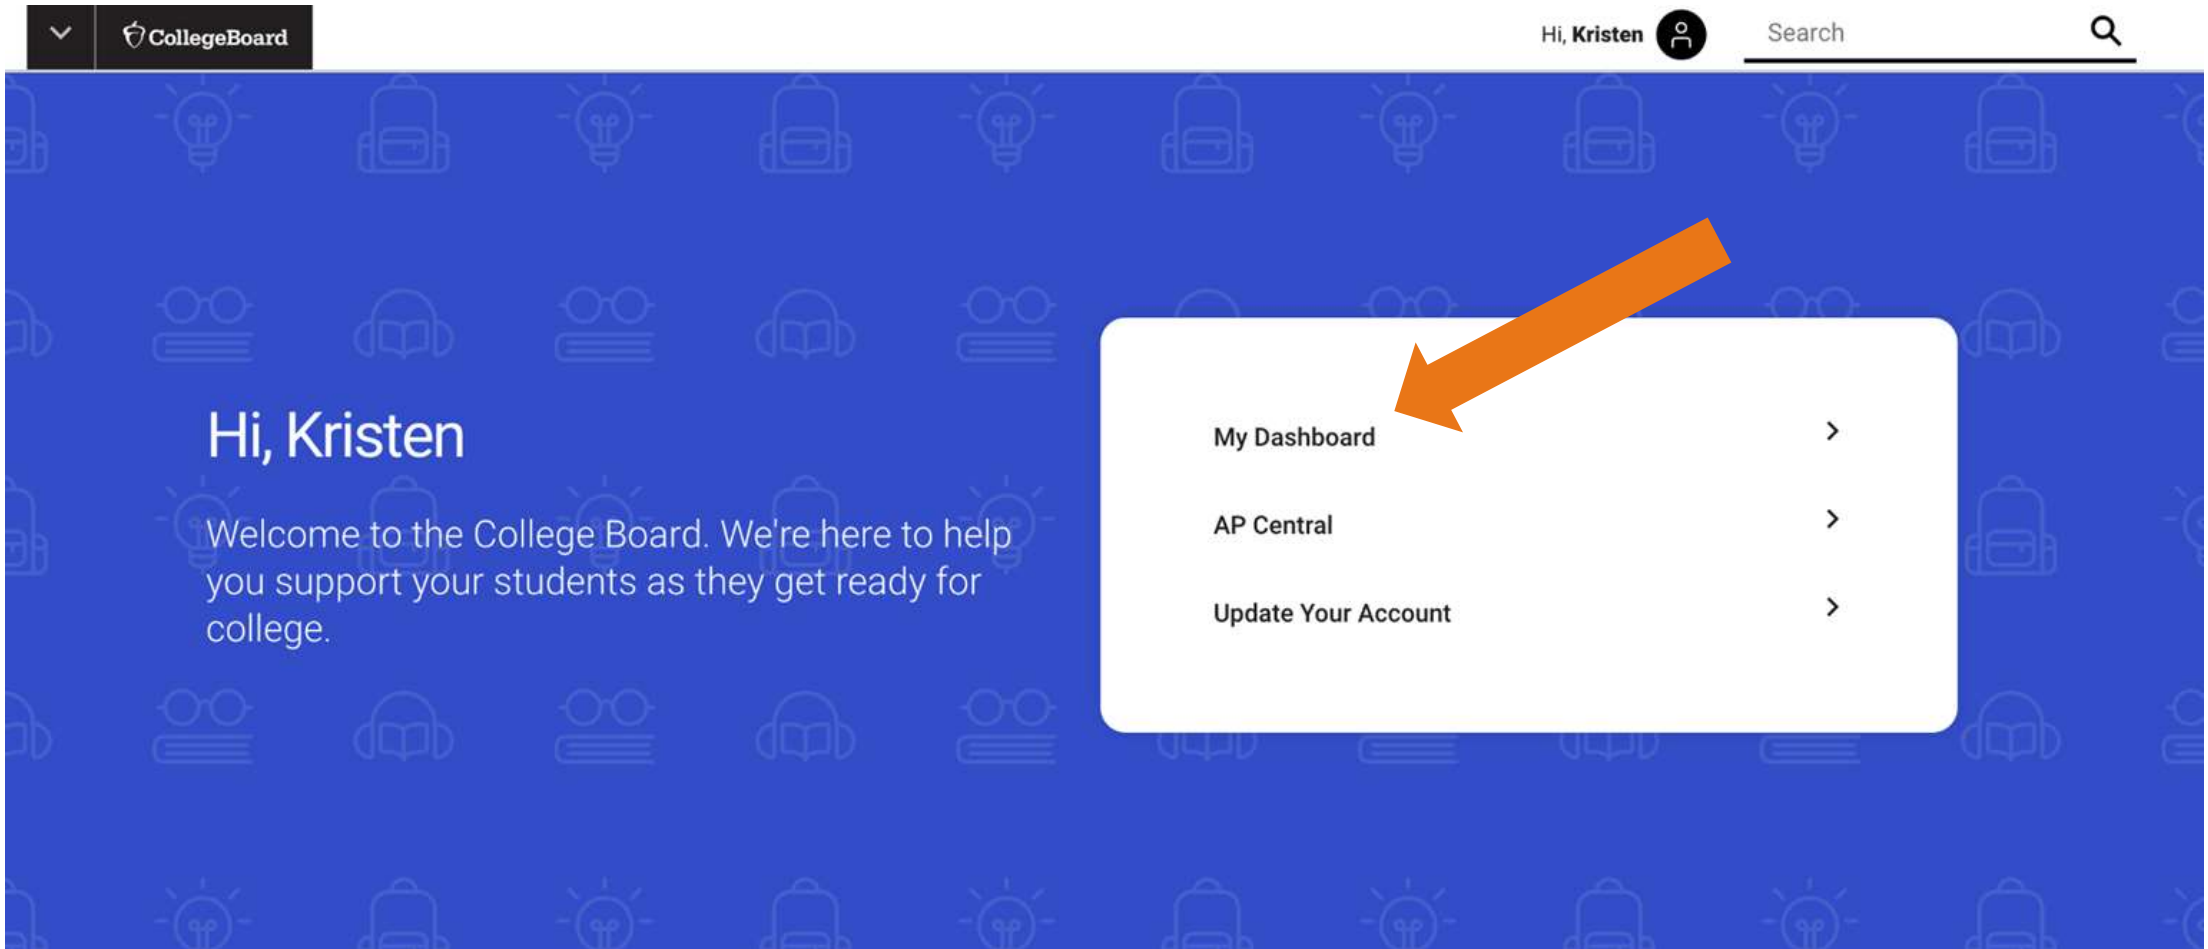 CollegeBoard
Hi, Kristen
Search
Hi, Kristen
Welcome to the College Board. We're here to help
you support your students as they get ready for
college.
My Dashboard
AP Central
Update Your Account